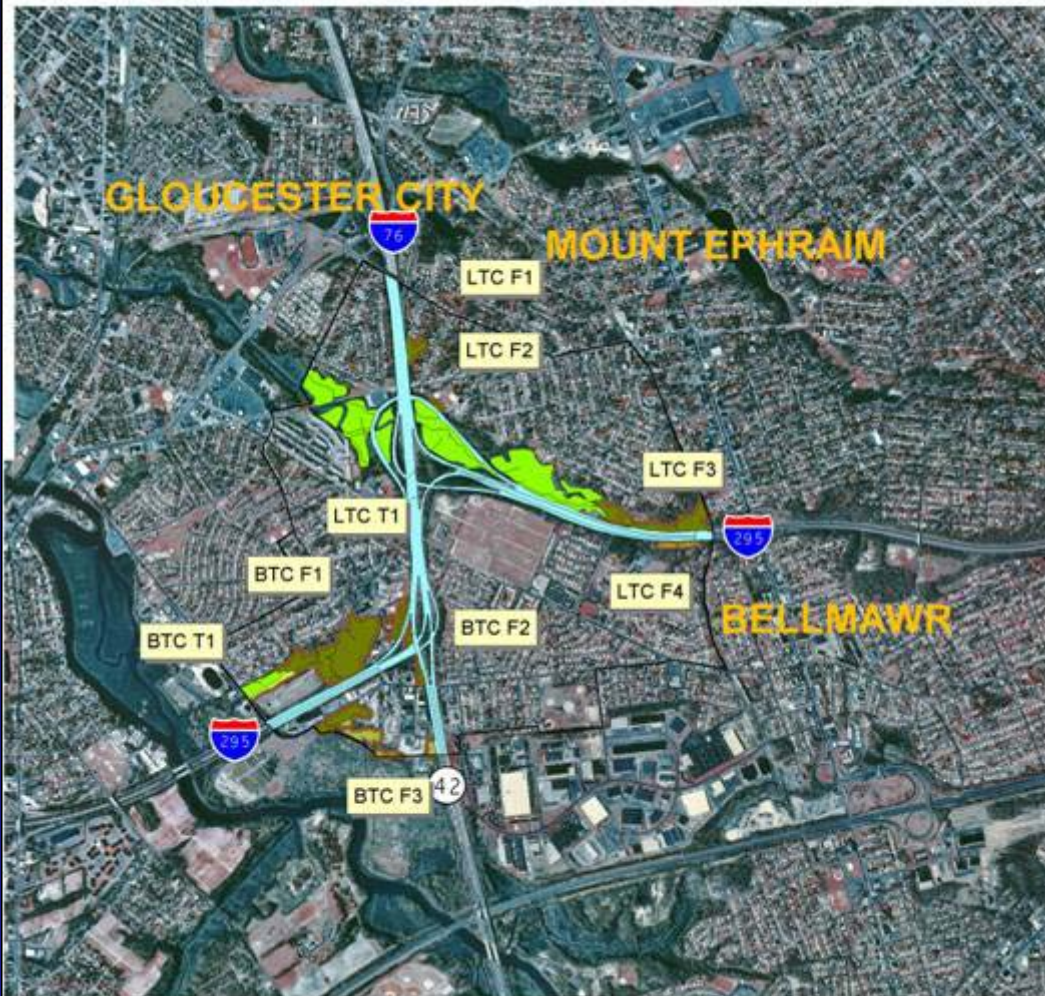 GLOUCESTER CITY
76
MOUNT EPHRAIM
LTC F1
LTC F2
LTC F3
LTC T1
295
BTC F1
LTC F4
BTC F2
BELLMAWR
BTC T1
295
BTC F3
42